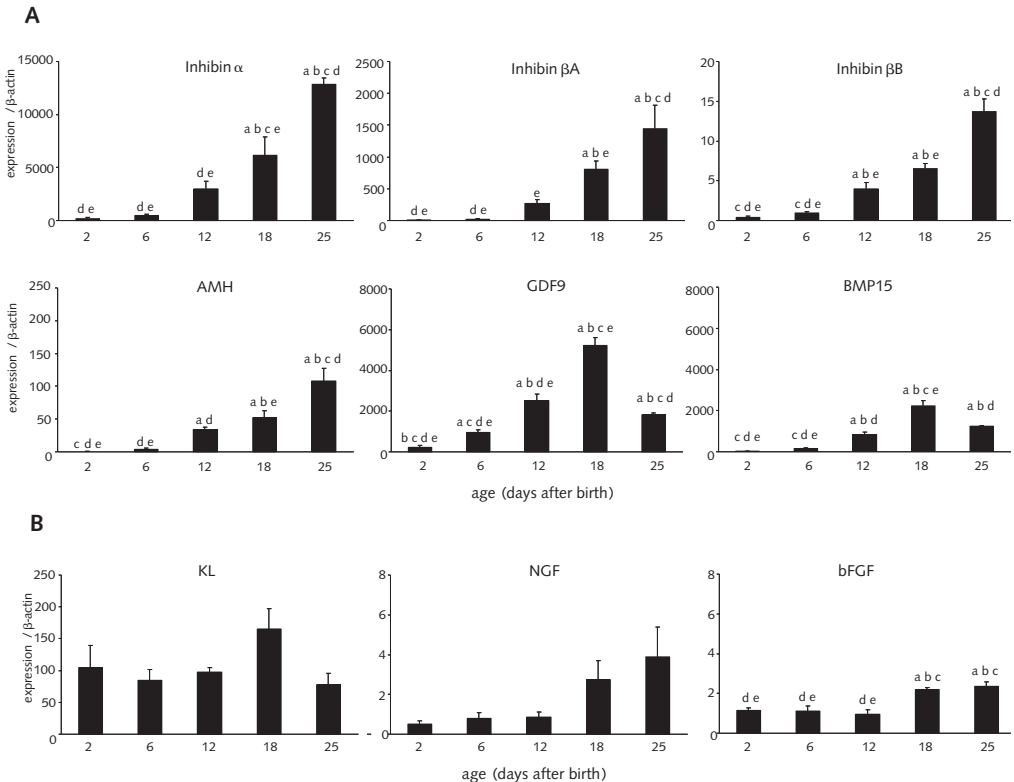 A
Inhibin α
expression / β-actin
15000
10000
5000
0
d e
d e
d e
a b c e
a b c d
2 6 12 18 25
Inhibin βA
2500
2000
1500
1000
500
0
d e
d e
e
a b e
a b c d
2 6 12 18 25
Inhibin βB
20
15
10
5
0
c d e
c d e
a b e
a b e
a b c d
2 6 12 18 25
AMH
expression / β-actin
250
200
150
100
50
0
c d e
d e
a d
a b e
a b c d
2 6 12 18 25
GDF9
8000
6000
4000
2000
0
b c d e
a c d e
a b d e
a b c e
a b c d
2 6 12 18 25
BMP15
8000
6000
4000
2000
0
c d e
c d e
a b d
a b c e
a b d
2 6 12 18 25
age (days after birth)
B
KL
expression / β-actin
250
200
150
100
50
0
2 6 12 18 25
NGF
8
6
4
2
0
2 6 12 18 25
bFGF
8
6
4
2
0
d e
d e
d e
a b c
a b c
2 6 12 18 25
age (days after birth)